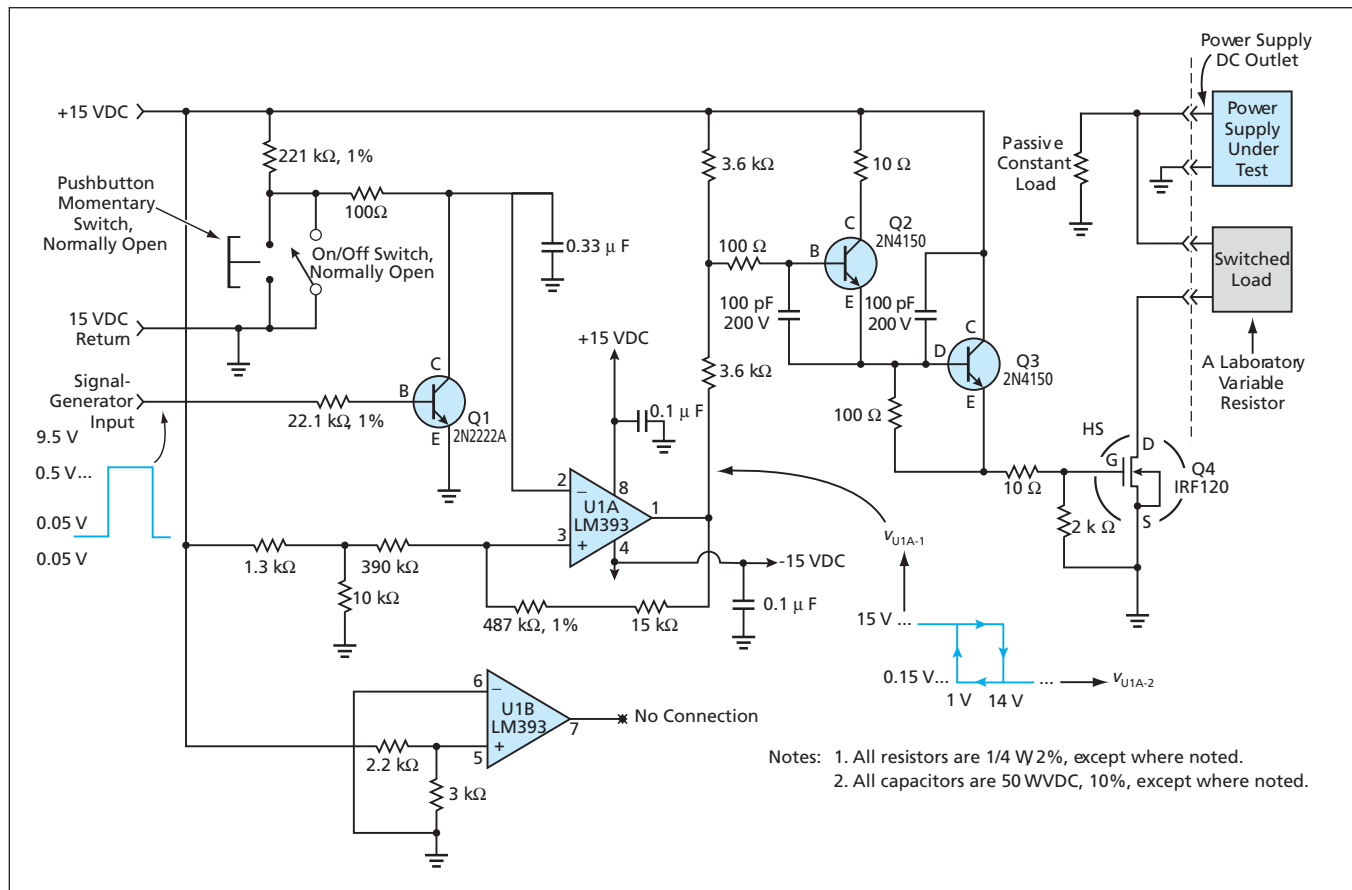 Power Supply
DC Outlet
+15 VDC
Power
Supply
Under
Test
221 kΩ, 1%
3.6 kΩ
10 Ω
Passive
Constant
Load
Pushbutton
Momentary
Switch,
Normally Open
100Ω
C
Q2
2N4150
B
E
0.33 μ F
On/Off Switch,
Normally Open
100 Ω
Switched
Load
100 pF
200 V
100 pF
200 V
15 VDC
Return
+15 VDC
C
D
Q3
2N4150
E
3.6 kΩ
A Laboratory
Variable
Resistor
Signal-
Generator
Input
C
B
Q1
2N2222A
E
22.1 kΩ, 1%
0.1 μ F
100 Ω
9.5 V
0.5 V...
0.05 V
0.05 V
HS
D
G
Q4
IRF120
S
10 Ω
2 k Ω
2
−
8
U1A
LM393
1
3
+
4
vU1A-1
-15 VDC
1.3 kΩ
390 kΩ
10 kΩ
0.1 μ F
487 kΩ, 1%
15 kΩ
15 V ...
0.15 V...
...
vU1A-2
1 V
14 V
6
−
U1B
LM393
7
No Connection
5
+
2.2 kΩ
3 kΩ
Notes: 1. All resistors are 1/4 W, 2%, except where noted.
2. All capacitors are 50 WVDC, 10%, except where noted.